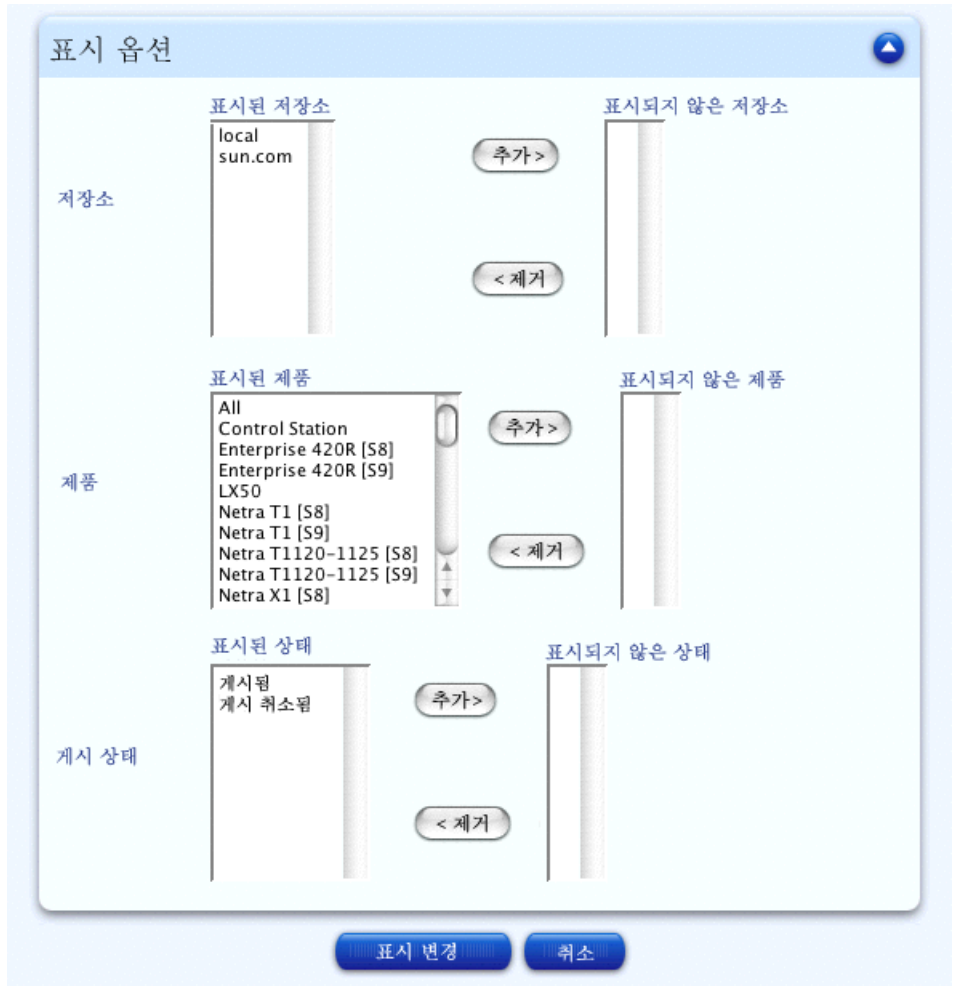 표시 옵션
표시된 저장소
표시되지 않은 저장소
local
sun.com
추가 >
저장소
< 제거
표시된 제품
표시되지 않은 제품
All
Control Station
Enterprise 420R [S8]
Enterprise 420R [S9]
LX50
Netra T1 [S8]
Netra T1 [S9]
Netra T1120-1125 [S8]
Netra T1120-1125 [S9]
Netra X1 [S8]
추가 >
제품
< 제거
표시된 상태
표시되지 않은 상태
게시됨
게시 취소됨
추가 >
게시 상태
< 제거
표시 변경
취소